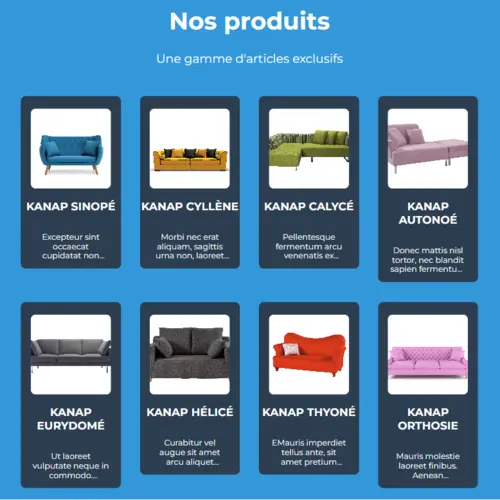 Nos produits
Une gamme d'articles exclusifs
KANAP SINOPÉ
Excepteur sint
occaecat
cupidatat non...
KANAP CYLLÈNE
Morbi nec erat
aliquam, sagittis
urna non, laoreet...
KANAP CALYCÉ
Pellentesque
fermentum arcu
venenatis ex...
KANAP
AUTONOÉ
Donec mattis nisl
tortor, nec blandit
sapien fermentu...
KANAP
EURYDOMÉ
Ut laoreet
vulputate neque in
commodo...
KANAP HÉLICÉ
Curabitur vel
augue sit amet
arcu aliquet...
KANAP THYONÉ
EMauris imperdiet
tellus ante, sit
amet pretium...
KANAP
ORTHOSIE
Mauris molestie
laoreet finibus.
Aenean...